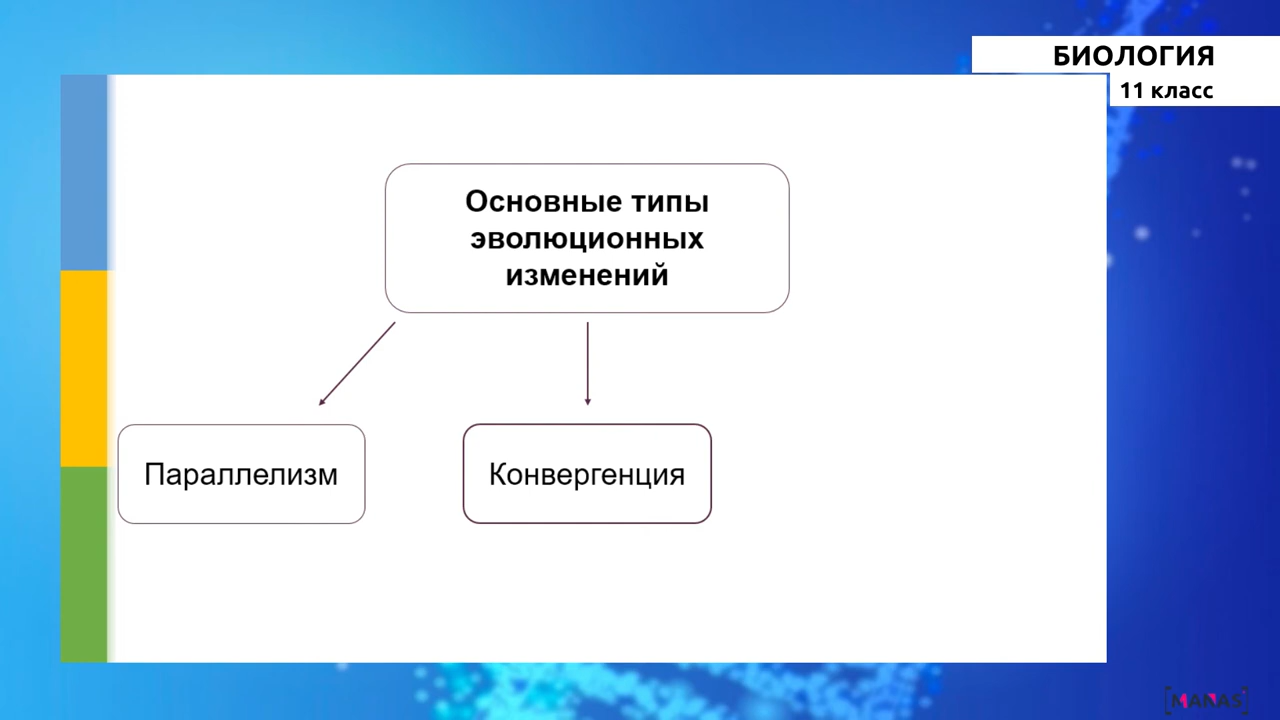 БИОЛОГИЯ
11 класс
Основные типы
эволюционных
изменений
Параллелизм
Конвергенция
MANAS